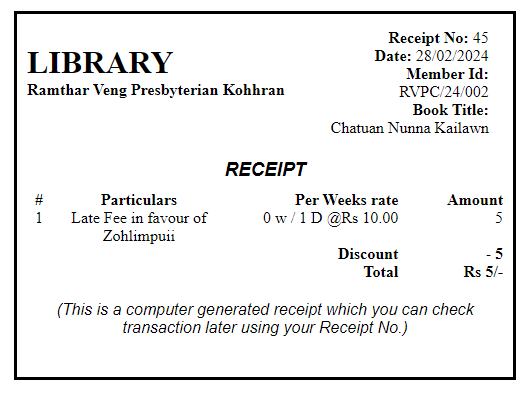 LIBRARY
Ramthar Veng Presbyterian Kohhran
Receipt No: 45
Date: 28/02/2024
Member Id:
RVPC/24/002
Book Title:
Chatuan Nunna Kailawn
RECEIPT
# Particulars Per Weeks rate Amount
1 Late Fee in favour of 0 w / 1 D @Rs 10.00 5
Zohlimpuii
Discount - 5
Total Rs 5/-
(This is a computer generated receipt which you can check
transaction later using your Receipt No.)